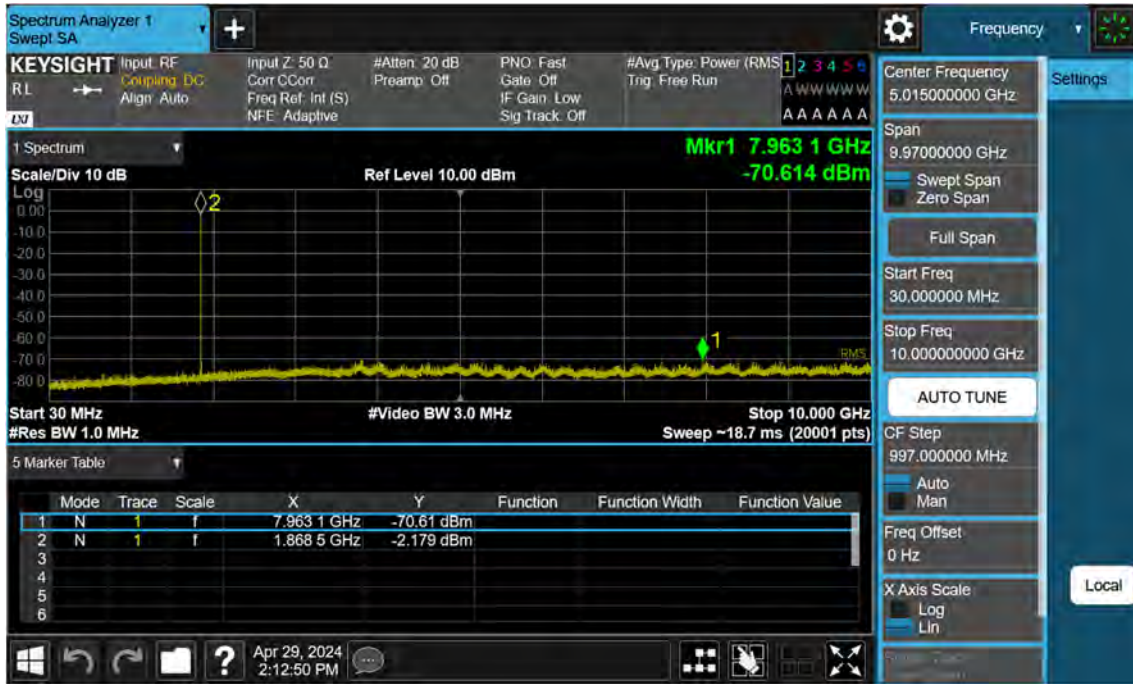 Spectrum Analyzer 1
Swept SA
+
Frequency
KEYSIGHT
RL
LXI
Input: RF
Coupling: DC
Align: Auto
Input Z: 50 Ω
Corr CCorr
Freq Ref: Int (S)
NFE: Adaptive
#Atten: 20 dB
Preamp: Off
PNO: Fast
Gate: Off
IF Gain: Low
Sig Track: Off
#Avg Type: Power (RMS
Trig: Free Run
1 2 3 4 5 6
A W W W W W
A A A A A A
1 Spectrum
Scale/Div 10 dB
Ref Level 10.00 dBm
Mkr1 7.963 1 GHz
-70.614 dBm
Log
0.00
-10.0
-20.0
-30.0
-40.0
-50.0
-60.0
-70.0
-80.0
2
1
RMS
Start 30 MHz
#Video BW 3.0 MHz
Stop 10.000 GHz
#Res BW 1.0 MHz
Sweep ~18.7 ms (20001 pts)
5 Marker Table
Mode Trace Scale X Y Function Function Width Function Value
1 N 1 f 7.963 1 GHz -70.61 dBm
2 N 1 f 1.868 5 GHz -2.179 dBm
3
4
5
6
Apr 29, 2024
2:12:50 PM
?
Center Frequency
5.015000000 GHz
Span
9.97000000 GHz
Swept Span
Zero Span
Full Span
Start Freq
30.000000 MHz
Stop Freq
10.000000000 GHz
AUTO TUNE
CF Step
997.000000 MHz
Auto
Man
Freq Offset
0 Hz
X Axis Scale
Log
Lin
Settings
Local